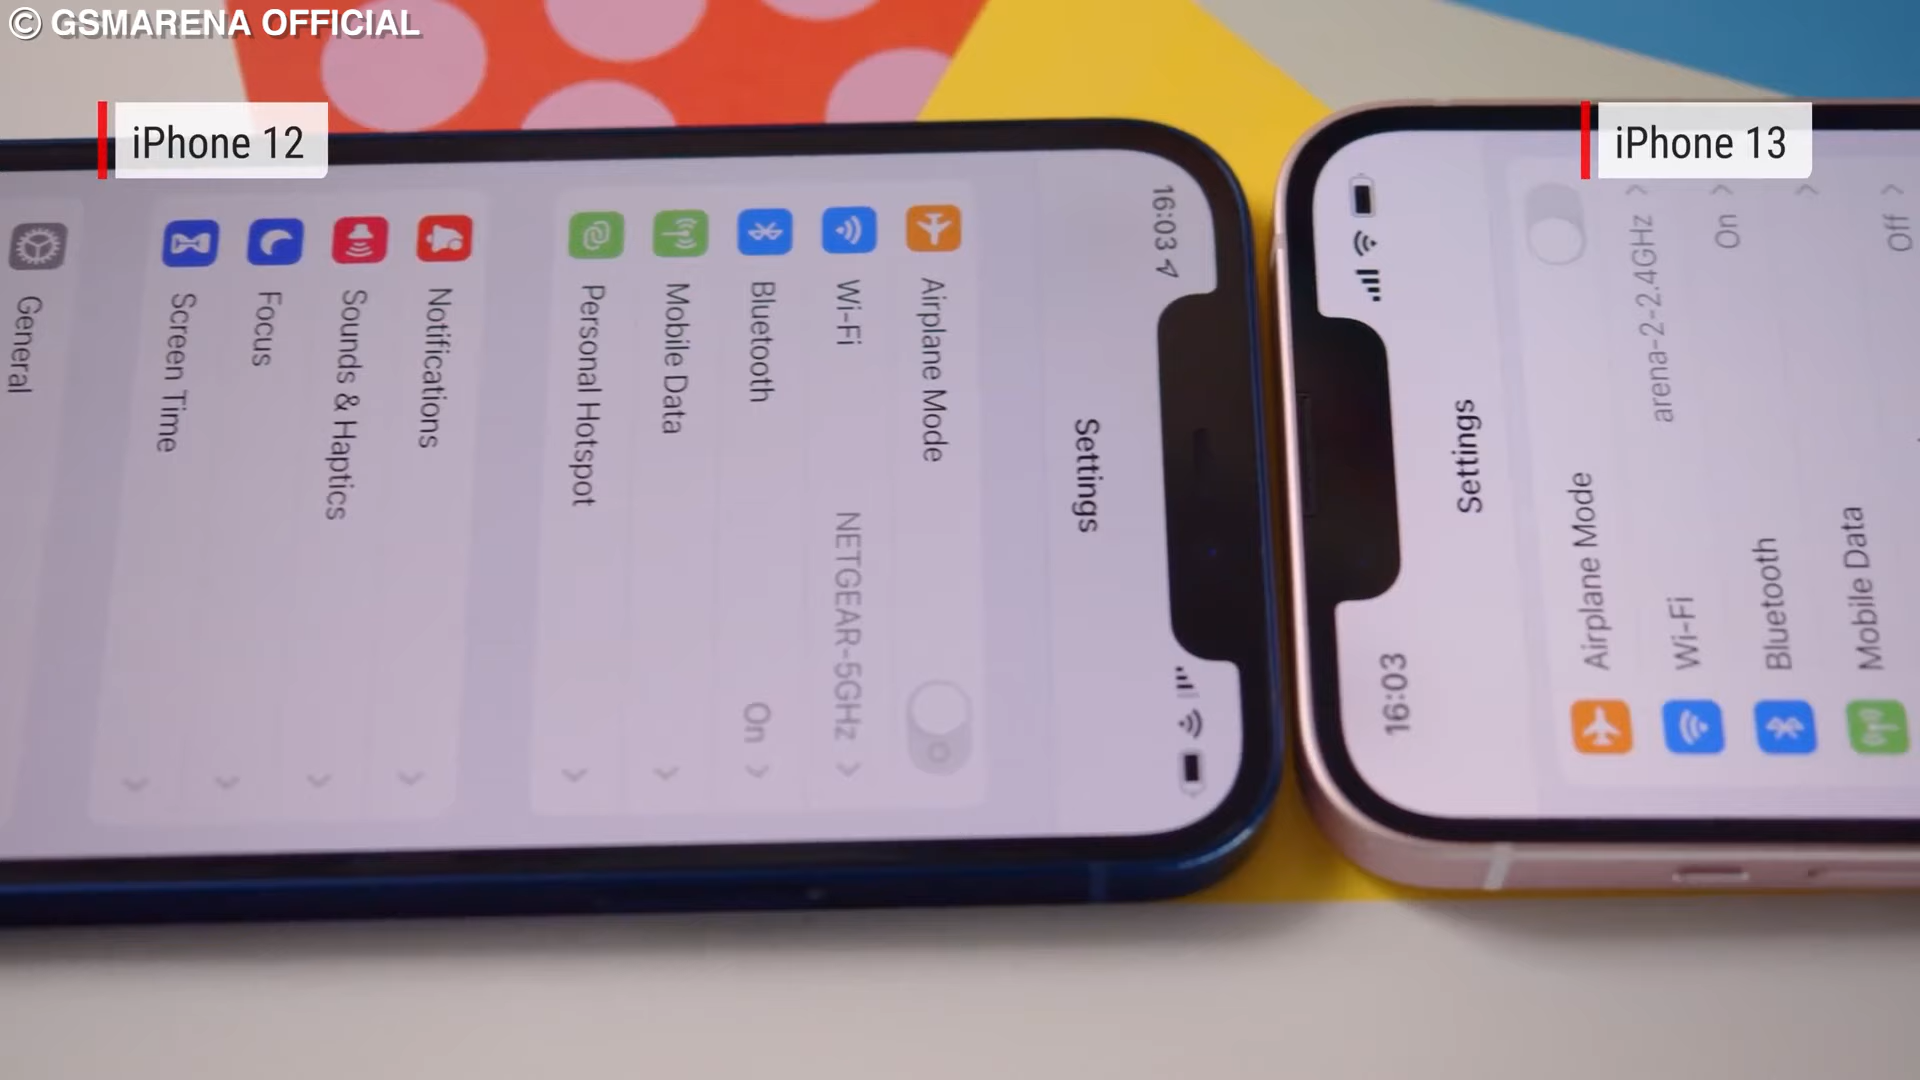 © GSMARENA OFFICIAL
iPhone 12
iPhone 13
16:03
Settings
Airplane Mode
Wi-Fi NETGEAR-5GHz
Bluetooth On
Mobile Data
Personal Hotspot
Notifications
Sounds & Haptics
Focus
Screen Time
General
16:03
Settings
Airplane Mode
Wi-Fi arena-2-2.4GHz
Bluetooth On
Mobile Data
Off